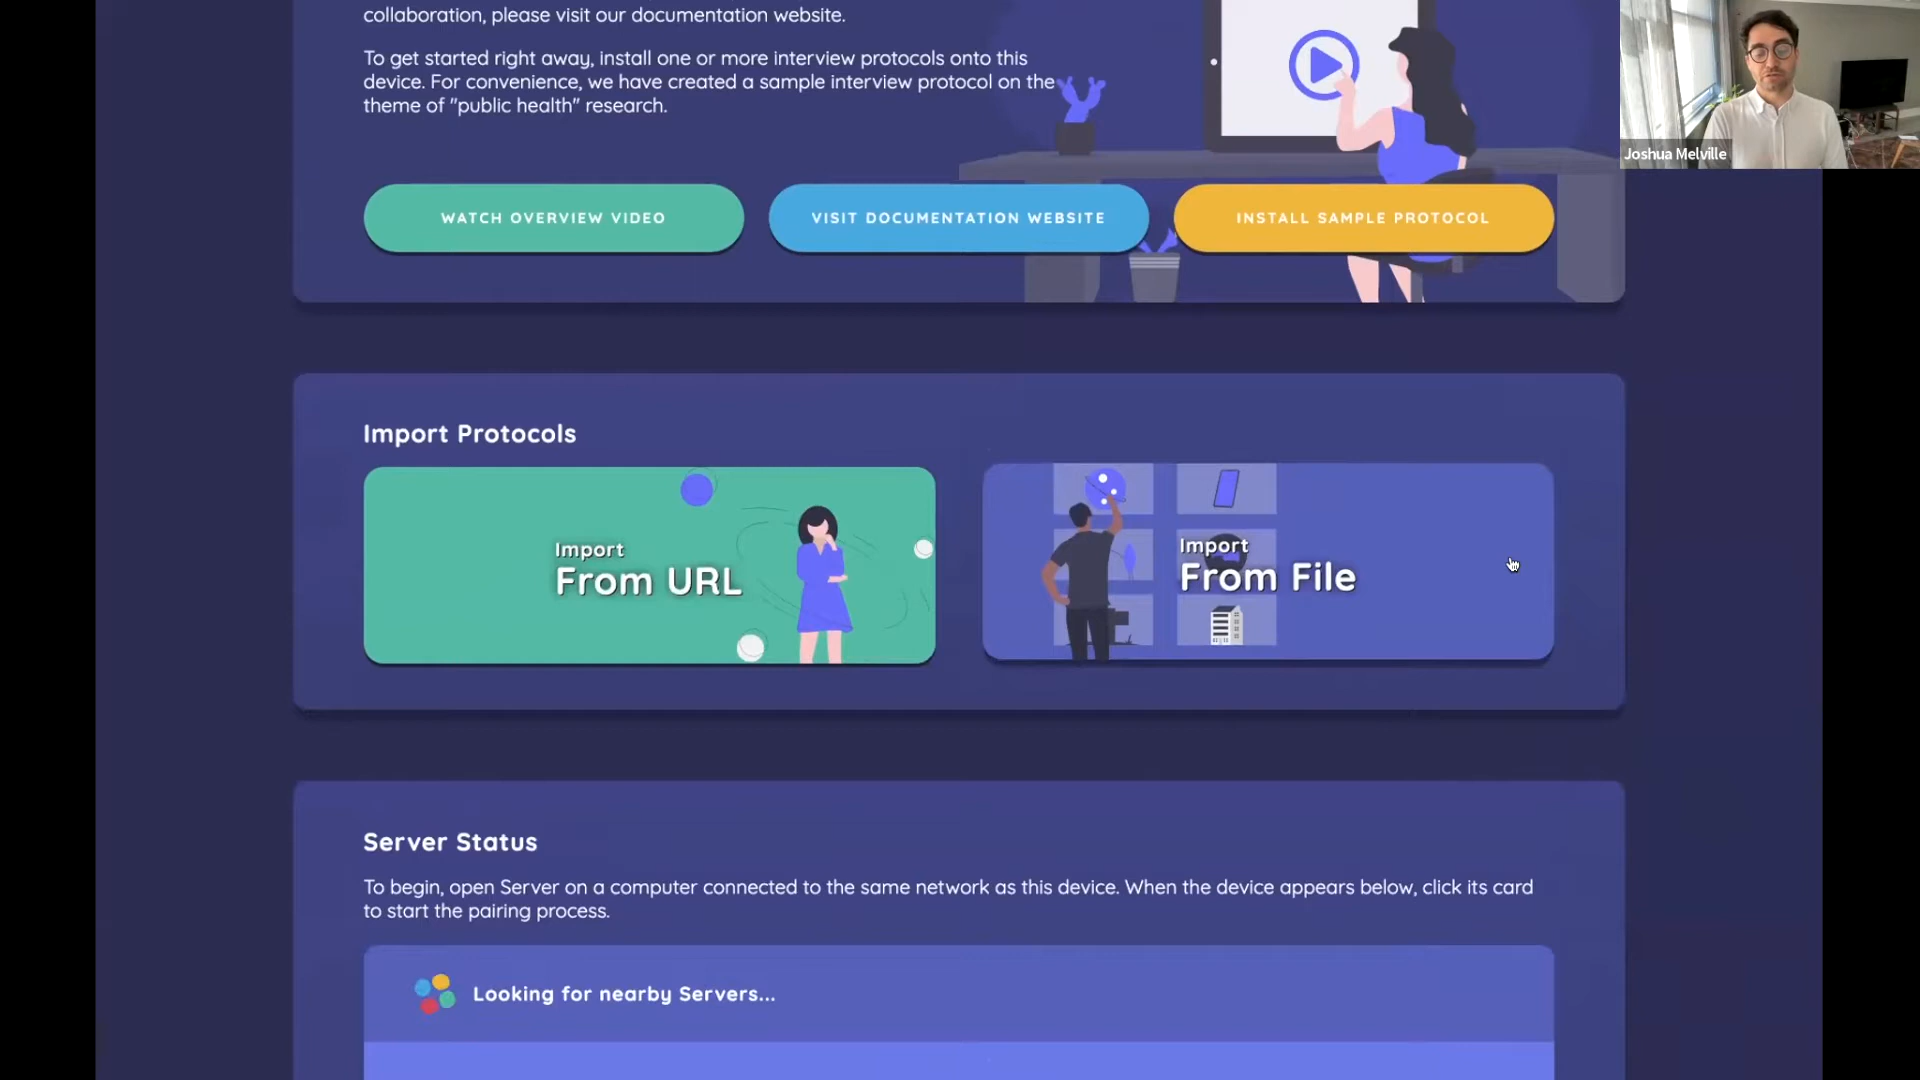 collaboration, please visit our documentation website.
To get started right away, install one or more interview protocols onto this
device. For convenience, we have created a sample interview protocol on the
theme of "public health" research.
Joshua Melville
WATCH OVERVIEW VIDEO
VISIT DOCUMENTATION WEBSITE
INSTALL SAMPLE PROTOCOL
Import Protocols
Import
From URL
Import
From File
Server Status
To begin, open Server on a computer connected to the same network as this device. When the device appears below, click its card
to start the pairing process.
Looking for nearby Servers...